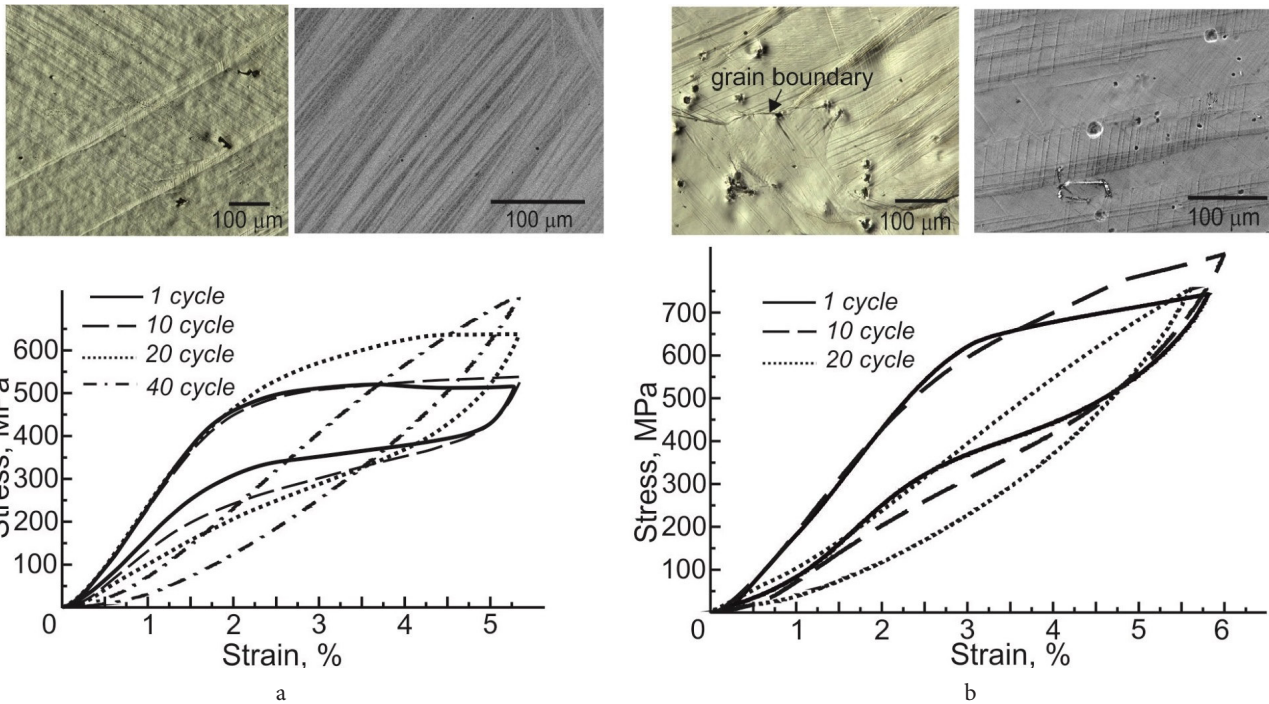 100 μm
100 μm
grain boundary
100 μm
100 μm
1 cycle
10 cycle
20 cycle
40 cycle
600
500
400
300
200
100
0 1 2 3 4 5
Stress, MPa
Strain, %
a
1 cycle
10 cycle
20 cycle
700
600
500
400
300
200
100
0 1 2 3 4 5 6
Stress, MPa
Strain, %
b